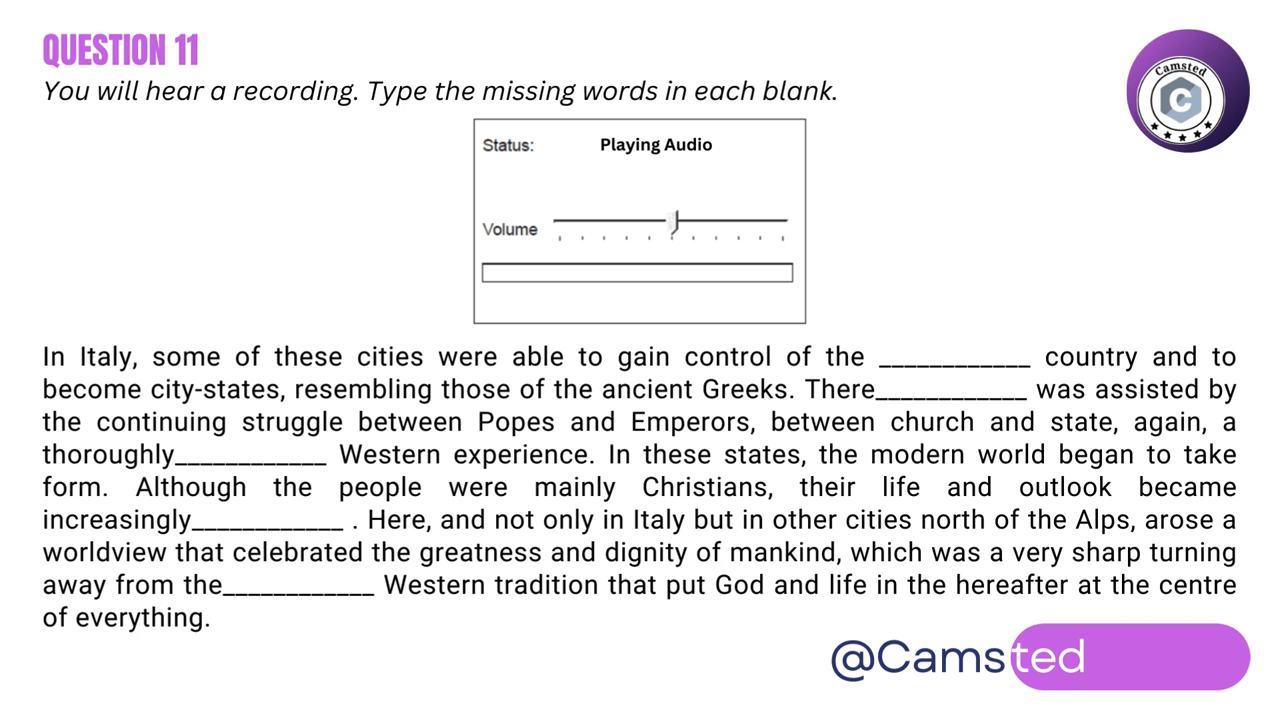 QUESTION 11
You will hear a recording. Type the missing words in each blank.
Camsted
C
Status: Playing Audio
Volume
In Italy, some of these cities were able to gain control of the ____________ country and to
become city-states, resembling those of the ancient Greeks. There____________ was assisted by
the continuing struggle between Popes and Emperors, between church and state, again, a
thoroughly____________ Western experience. In these states, the modern world began to take
form. Although the people were mainly Christians, their life and outlook became
increasingly____________ . Here, and not only in Italy but in other cities north of the Alps, arose a
worldview that celebrated the greatness and dignity of mankind, which was a very sharp turning
away from the____________ Western tradition that put God and life in the hereafter at the centre
of everything.
@Camsted